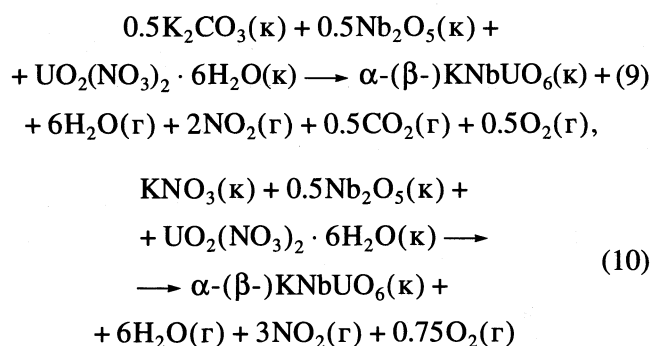 0.5K₂CO₃(к) + 0.5Nb₂O₅(к) +
+ UO₂(NO₃)₂ · 6H₂O(к) ⟶ α-(β-)KNbUO₆(к) + (9)
+ 6H₂O(г) + 2NO₂(г) + 0.5CO₂(г) + 0.5O₂(г),
KNO₃(к) + 0.5Nb₂O₅(к) +
+ UO₂(NO₃)₂ · 6H₂O(к) ⟶
(10)
⟶ α-(β-)KNbUO₆(к) +
+ 6H₂O(г) + 3NO₂(г) + 0.75O₂(г)